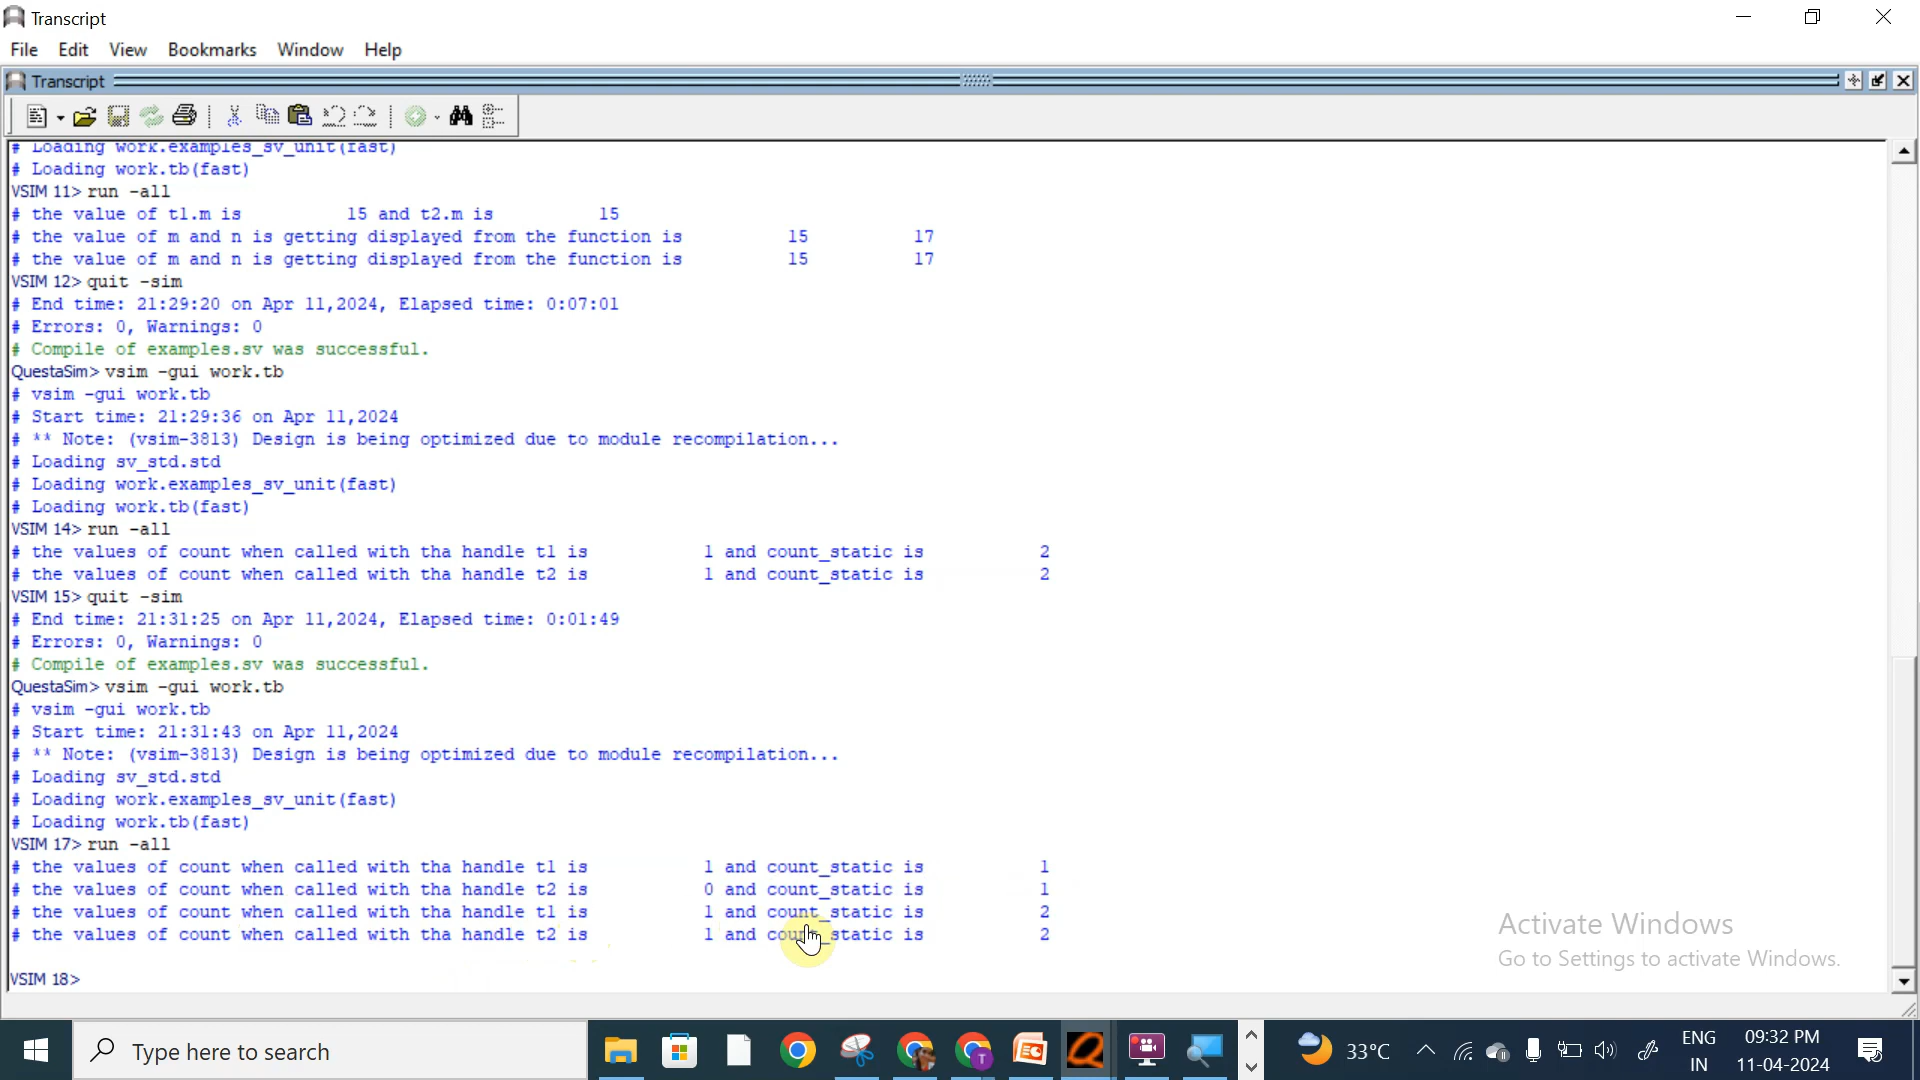 Transcript
File Edit View Bookmarks Window Help
Transcript
# Loading work.examples_sv_unit(fast)
# Loading work.tb(fast)
VSIM 11> run -all
# the value of t1.m is 15 and t2.m is 15
# the value of m and n is getting displayed from the function is 15 17
# the value of m and n is getting displayed from the function is 15 17
VSIM 12> quit -sim
# End time: 21:29:20 on Apr 11,2024, Elapsed time: 0:07:01
# Errors: 0, Warnings: 0
# Compile of examples.sv was successful.
QuestaSim> vsim -gui work.tb
# vsim -gui work.tb
# Start time: 21:29:36 on Apr 11,2024
# ** Note: (vsim-3813) Design is being optimized due to module recompilation...
# Loading sv_std.std
# Loading work.examples_sv_unit(fast)
# Loading work.tb(fast)
VSIM 14> run -all
# the values of count when called with tha handle t1 is 1 and count_static is 2
# the values of count when called with tha handle t2 is 1 and count_static is 2
VSIM 15> quit -sim
# End time: 21:31:25 on Apr 11,2024, Elapsed time: 0:01:49
# Errors: 0, Warnings: 0
# Compile of examples.sv was successful.
QuestaSim> vsim -gui work.tb
# vsim -gui work.tb
# Start time: 21:31:43 on Apr 11,2024
# ** Note: (vsim-3813) Design is being optimized due to module recompilation...
# Loading sv_std.std
# Loading work.examples_sv_unit(fast)
# Loading work.tb(fast)
VSIM 17> run -all
# the values of count when called with tha handle t1 is 1 and count_static is 1
# the values of count when called with tha handle t2 is 0 and count_static is 1
# the values of count when called with tha handle t1 is 1 and count_static is 2
# the values of count when called with tha handle t2 is 1 and count_static is 2
VSIM 18>
Activate Windows
Go to Settings to activate Windows.
Type here to search
T
33°C
ENG
IN
09:32 PM
11-04-2024